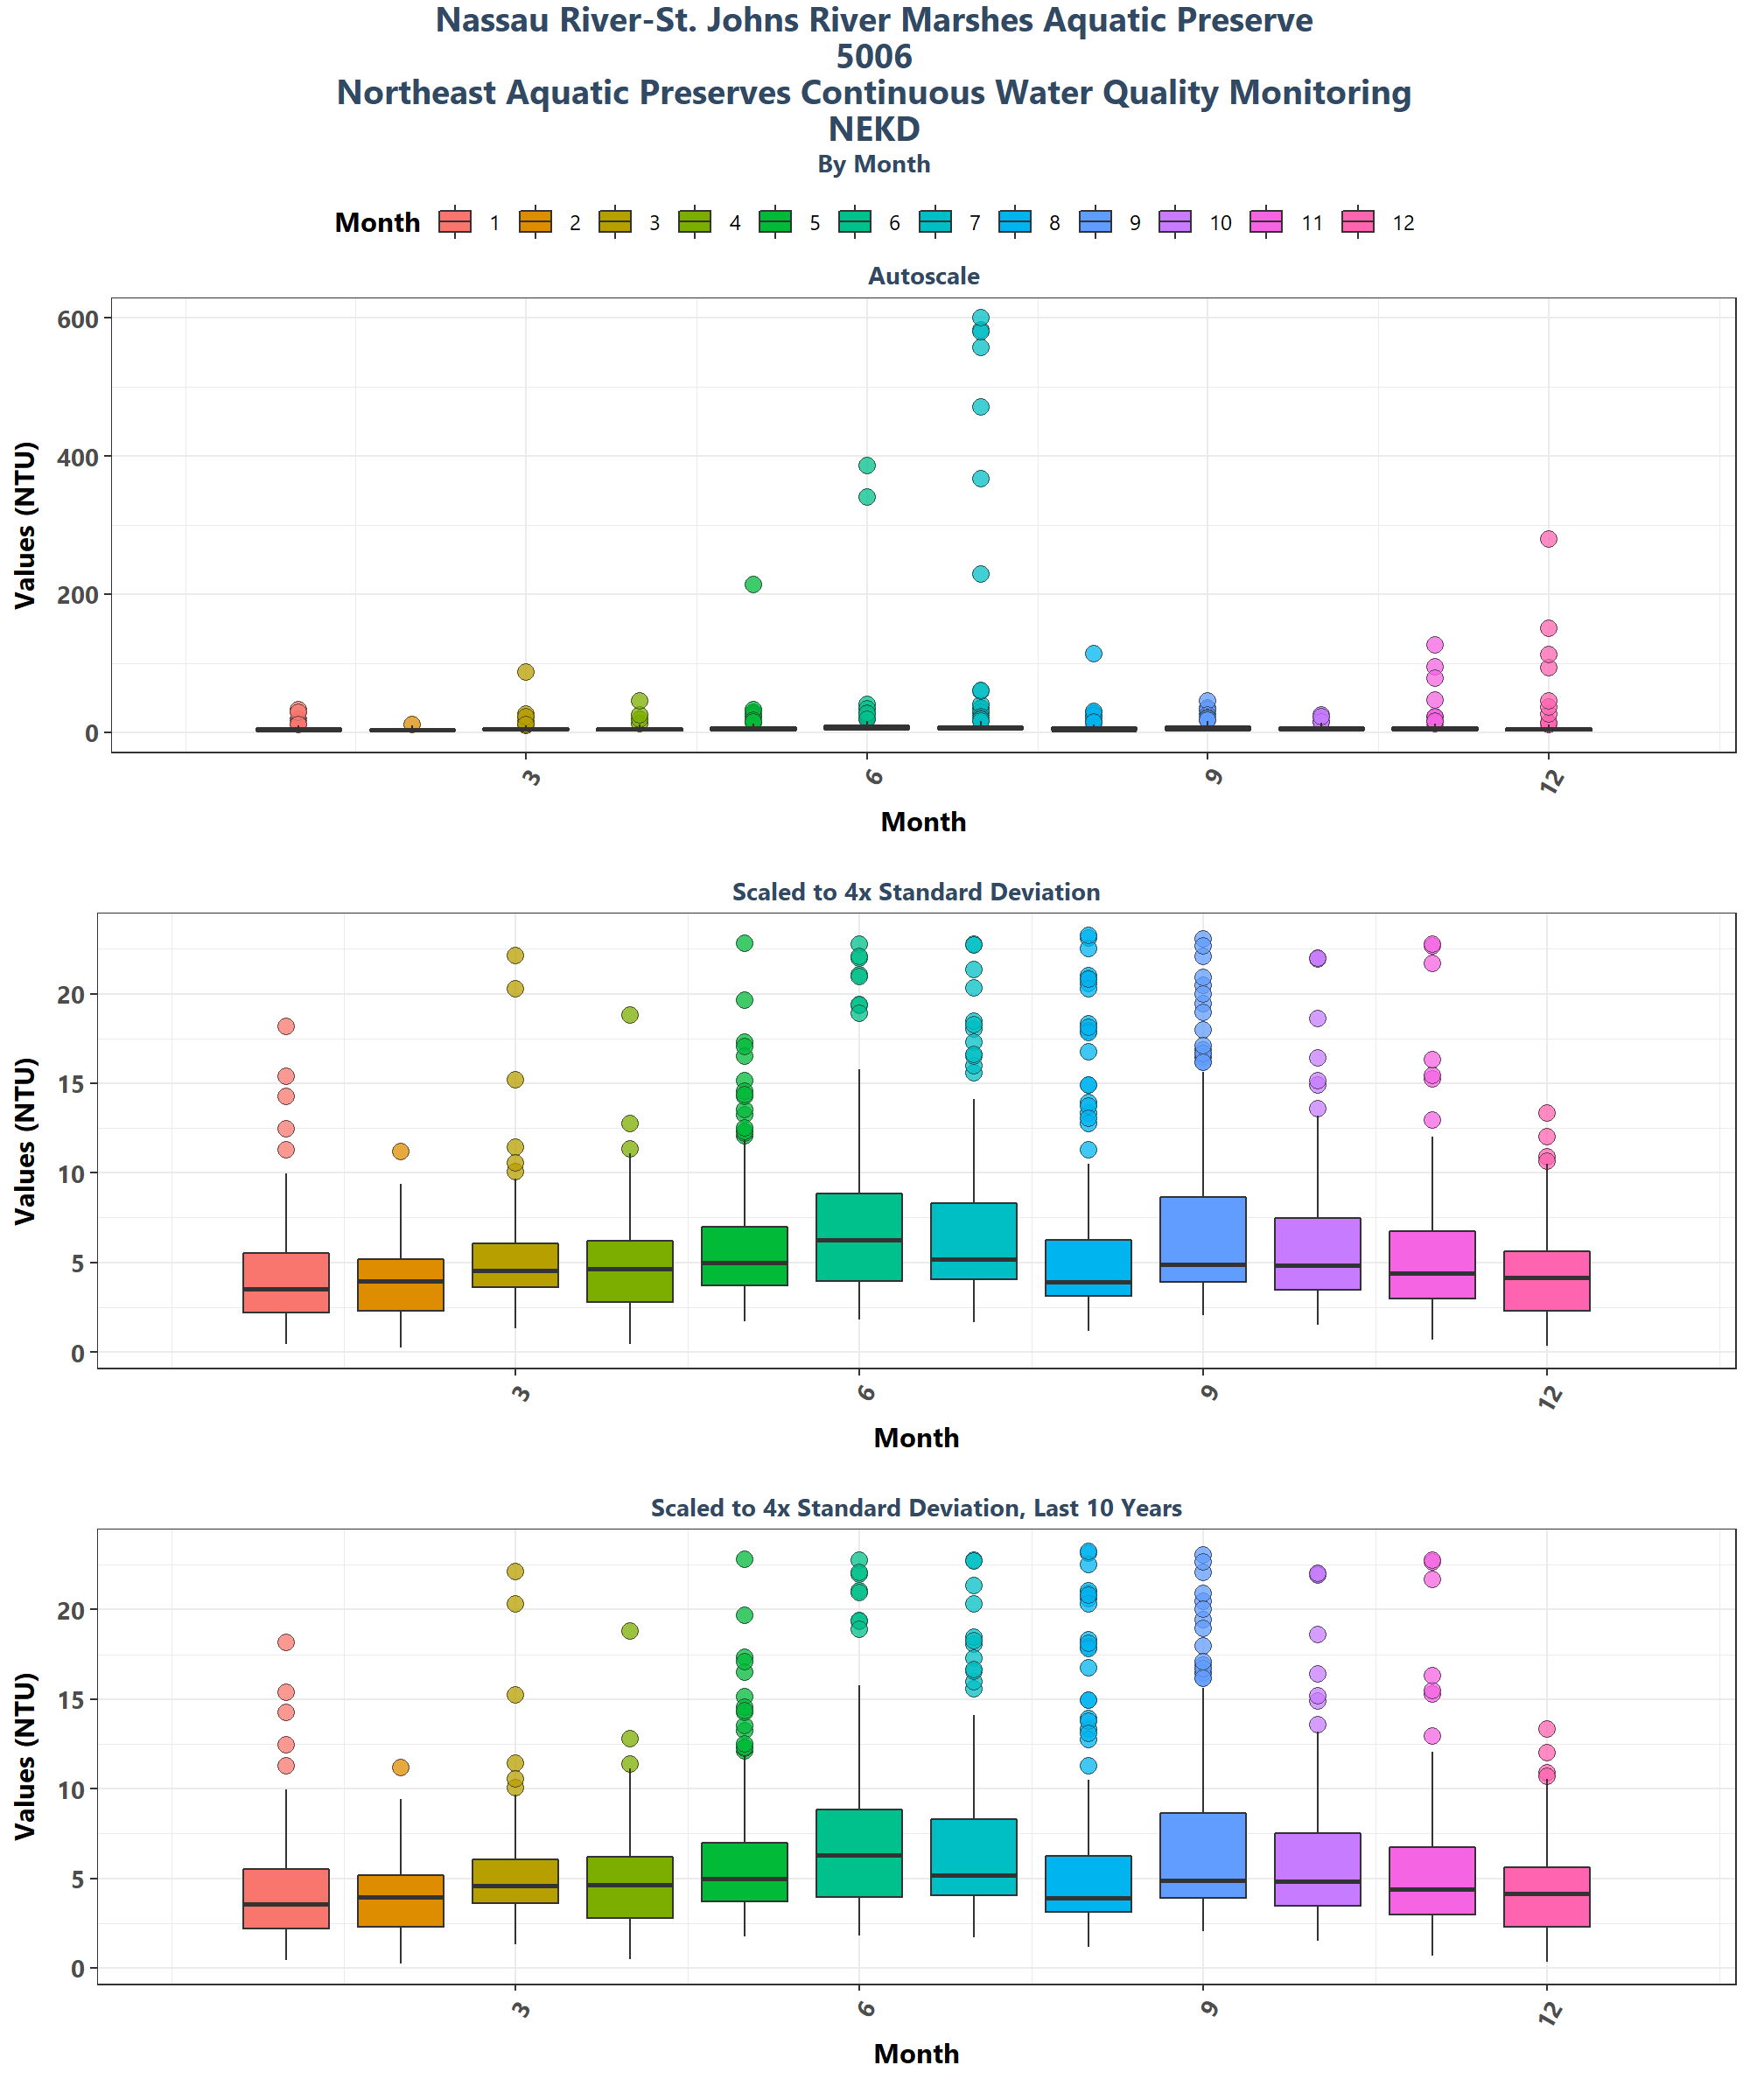 Nassau River-St. Johns River Marshes Aquatic Preserve
5006
Northeast Aquatic Preserves Continuous Water Quality Monitoring
NEKD
By Month
Month 1 2 3 4 5 6 7 8 9 10 11 12
Autoscale
Values (NTU)
600
400
200
0
3 6 9 12
Month
Scaled to 4x Standard Deviation
Values (NTU)
20
15
10
5
0
3 6 9 12
Month
Scaled to 4x Standard Deviation, Last 10 Years
Values (NTU)
20
15
10
5
0
3 6 9 12
Month